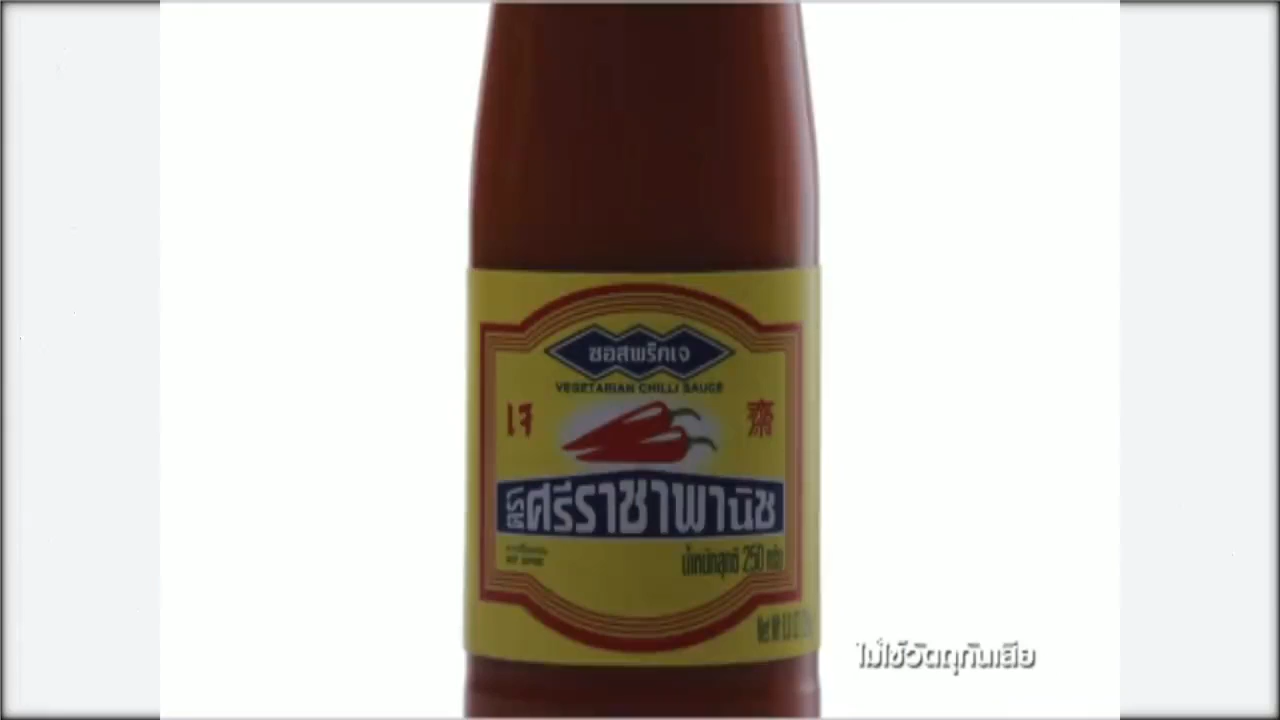 ซอสพริกเจ
VEGETARIAN CHILLI SAUCE
เจ 齋
ตรา ศรีราชาพานิช
น้ำหนักสุทธิ 250 กรัม
ไม่ใช้วัตถุกันเสีย